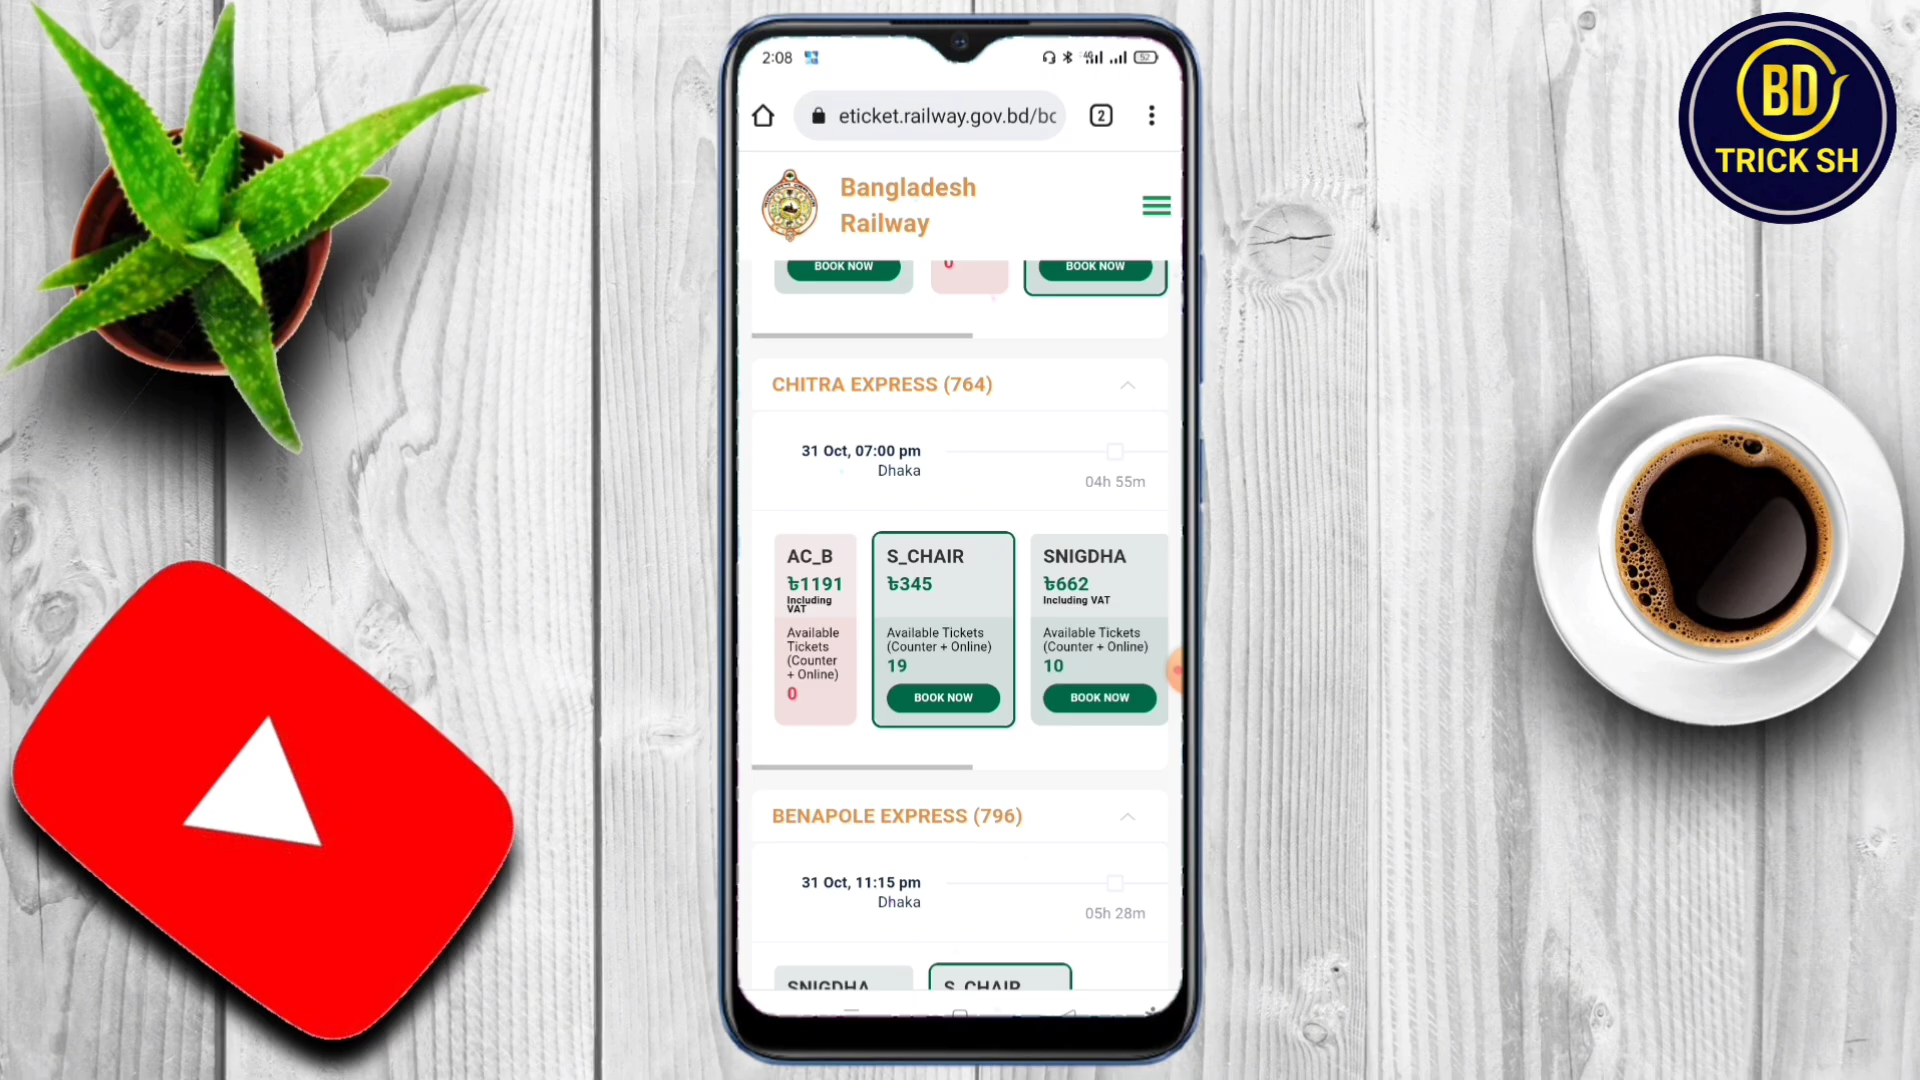 2:08
4G
52
eticket.railway.gov.bd/bc
2
Bangladesh
Railway
BOOK NOW
0
BOOK NOW
CHITRA EXPRESS (764)
31 Oct, 07:00 pm
Dhaka
04h 55m
AC_B
৳1191
Including
VAT
Available
Tickets
(Counter
+ Online)
0
S_CHAIR
৳345
Available Tickets
(Counter + Online)
19
BOOK NOW
SNIGDHA
৳662
Including VAT
Available Tickets
(Counter + Online)
10
BOOK NOW
BENAPOLE EXPRESS (796)
31 Oct, 11:15 pm
Dhaka
05h 28m
SNIGDHA
S_CHAIR
BD
TRICK SH